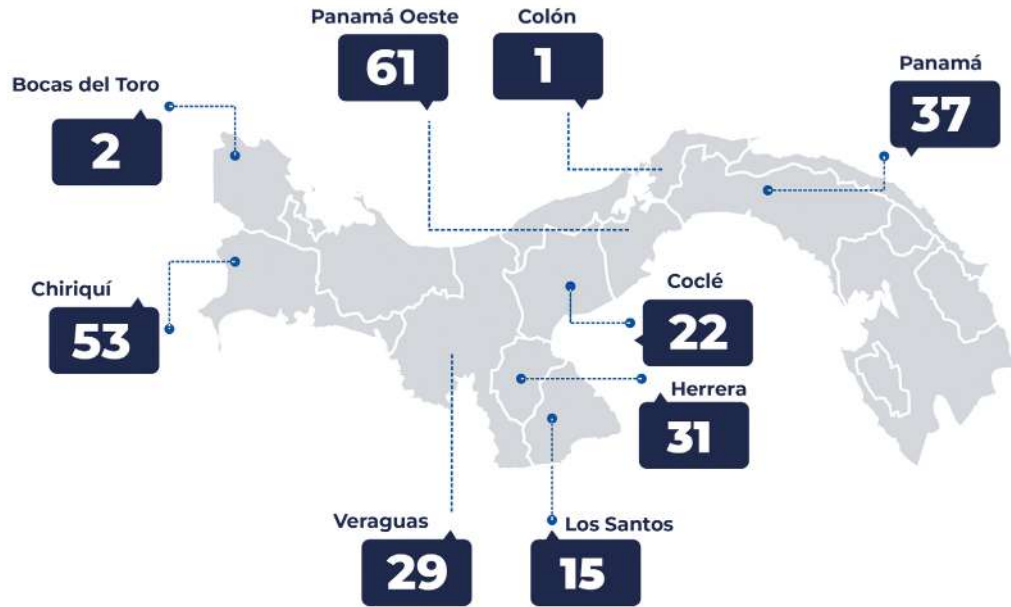 Panamá Oeste
61
Colón
1
Panamá
37
Bocas del Toro
2
Chiriquí
53
Coclé
22
Herrera
31
Veraguas
29
Los Santos
15